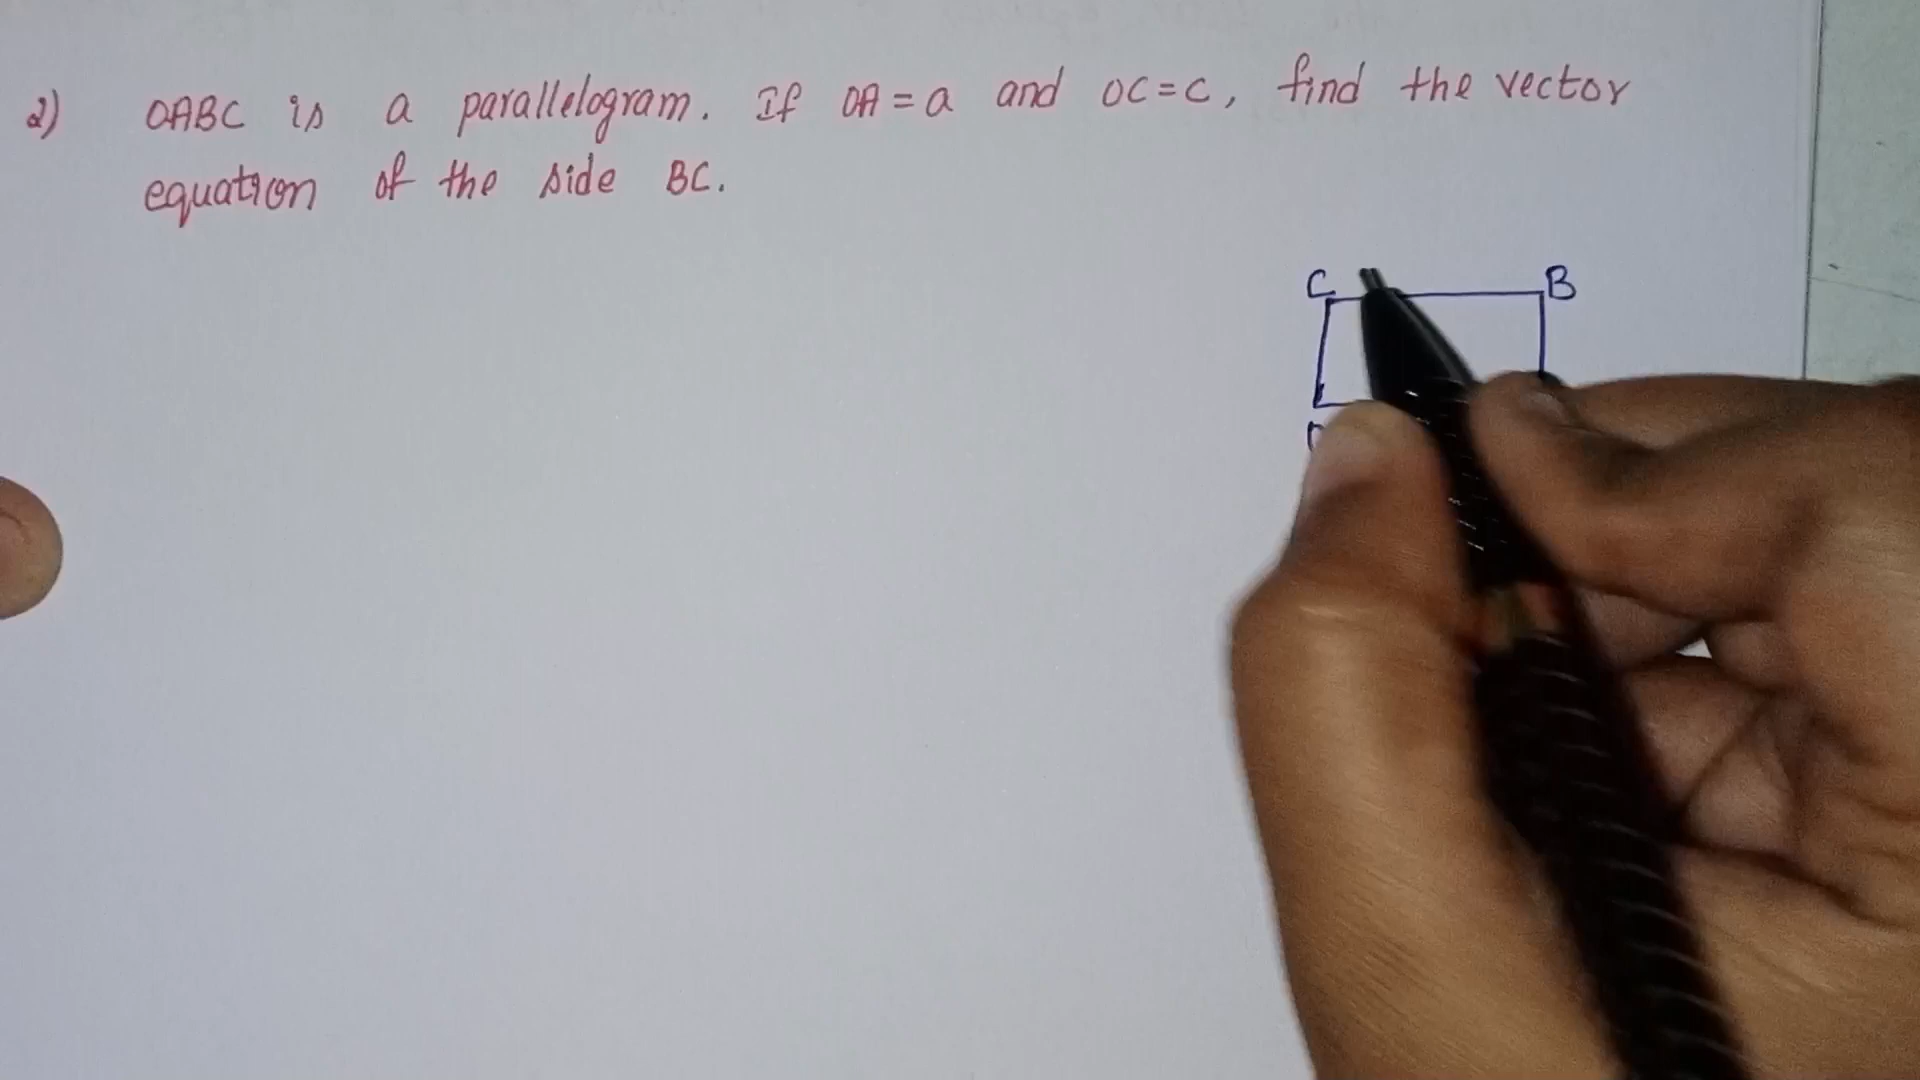 2) OABC is a parallelogram. If OA = a and OC = c, find the vector
equation of the side BC.
C B